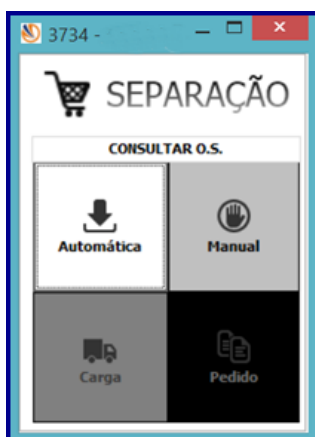 3734 -
SEPARAÇÃO
CONSULTAR O.S.
Automática
Manual
Carga
Pedido